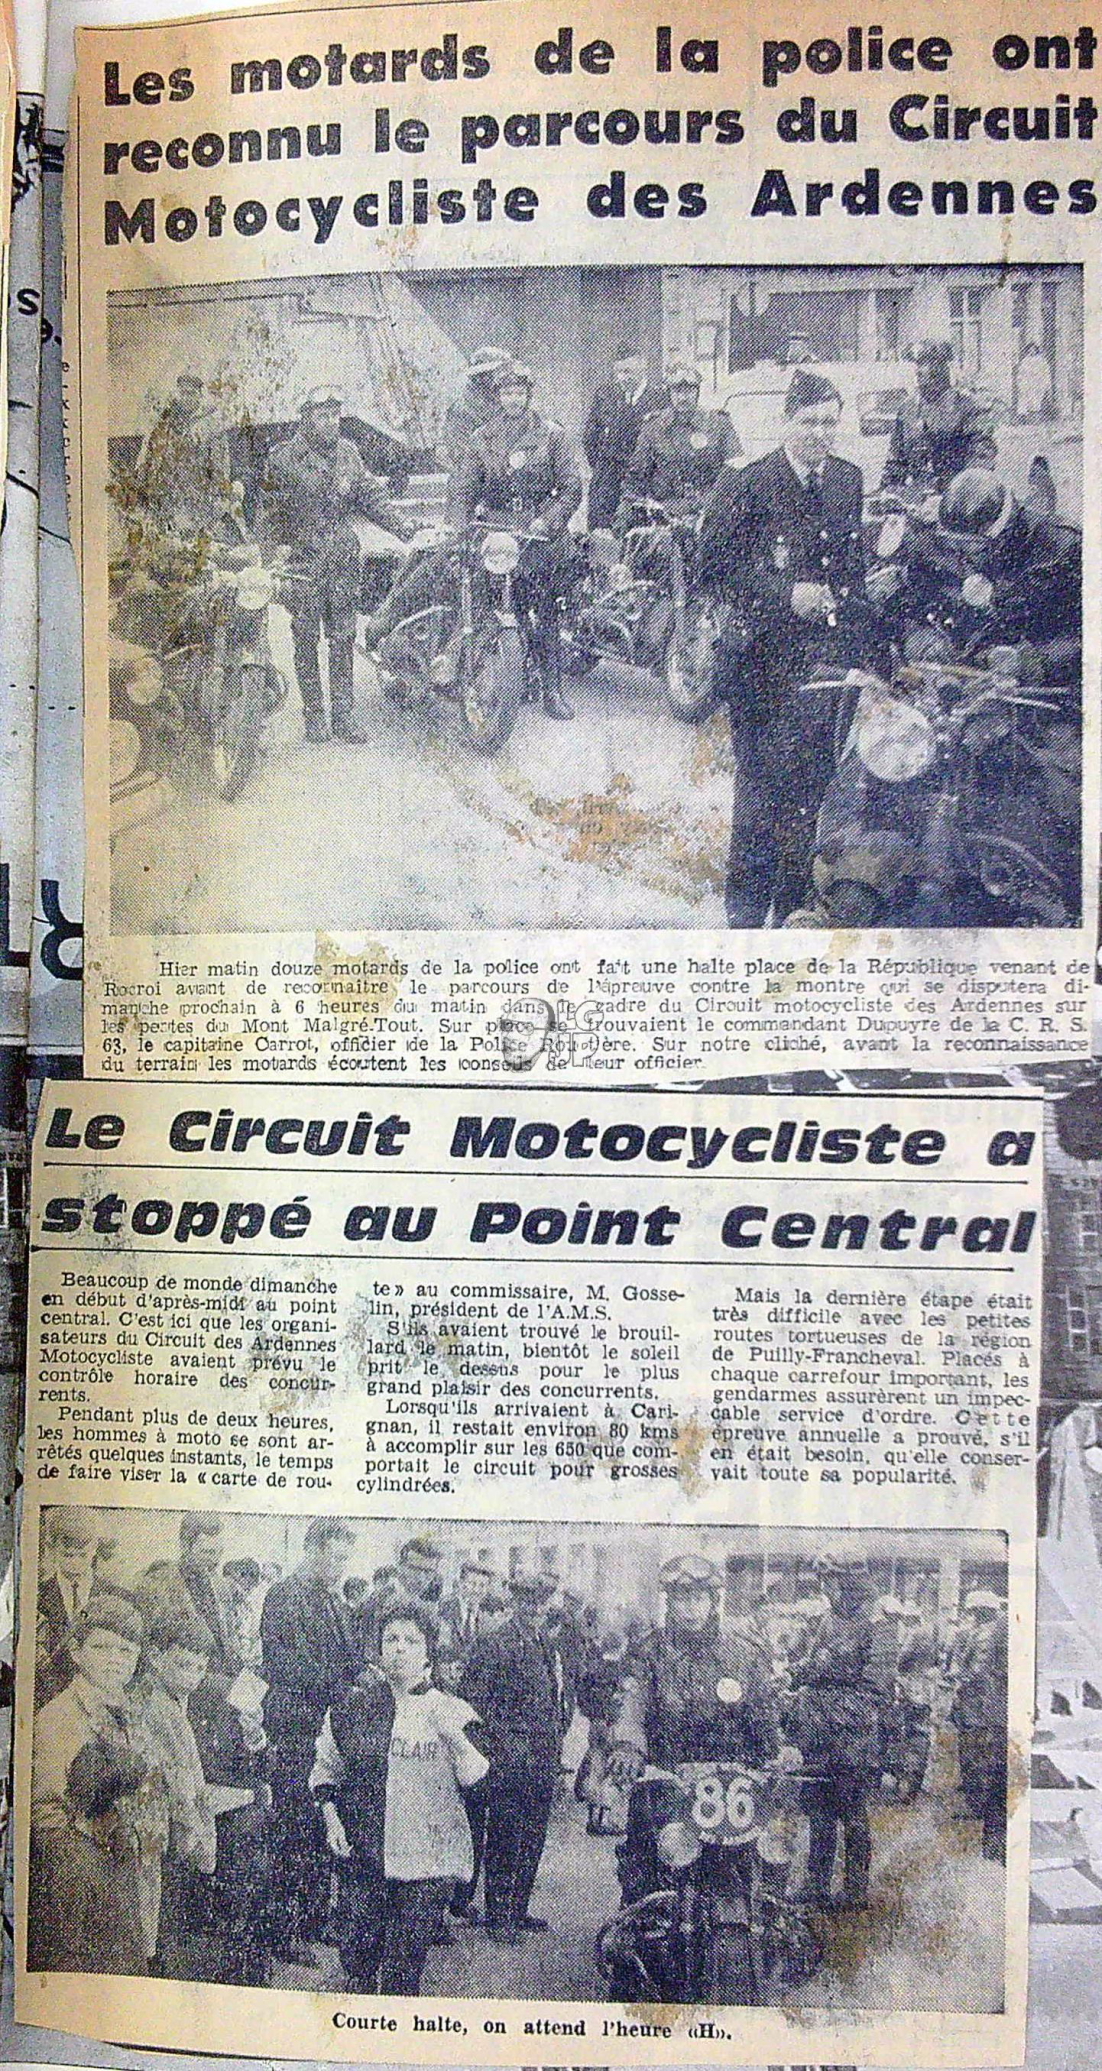 Les motards de la police ont
reconnu le parcours du Circuit
Motocycliste des Ardennes
Hier matin douze motards de la police ont fait une halte place de la République venant de
Rocroi avant de reconnaitre le parcours de l'épreuve contre la montre qui se disputera di-
manche prochain à 6 heures du matin dans le cadre du Circuit motocycliste des Ardennes sur
les pentes du Mont Malgré-Tout. Sur place se trouvaient le commandant Dupuyre de la C. R. S.
63, le capitaine Carrot, officier de la Police Routière. Sur notre cliché, avant la reconnaissance
du terrain les motards écoutent les conseils de leur officier.
Le Circuit Motocycliste a
stoppé au Point Central
Beaucoup de monde dimanche
en début d'après-midi au point
central. C'est ici que les organi-
sateurs du Circuit des Ardennes
Motocycliste avaient prévu le
contrôle horaire des concur-
rents.
Pendant plus de deux heures,
les hommes à moto se sont ar-
rêtés quelques instants, le temps
de faire viser la « carte de rou-
te» au commissaire, M. Gosse-
lin, président de l'A.M.S.
S'ils avaient trouvé le brouil-
lard le matin, bientôt le soleil
prit le dessus pour le plus
grand plaisir des concurrents.
Lorsqu'ils arrivaient à Cari-
gnan, il restait environ 80 kms
à accomplir sur les 650 que com-
portait le circuit pour grosses
cylindrées.
Mais la dernière étape était
très difficile avec les petites
routes tortueuses de la région
de Puilly-Francheval. Placés à
chaque carrefour important, les
gendarmes assurèrent un impec-
cable service d'ordre. Cette
épreuve annuelle a prouvé, s'il
en était besoin, qu'elle conser-
vait toute sa popularité.
CLAIR
86
Courte halte, on attend l'heure «H».